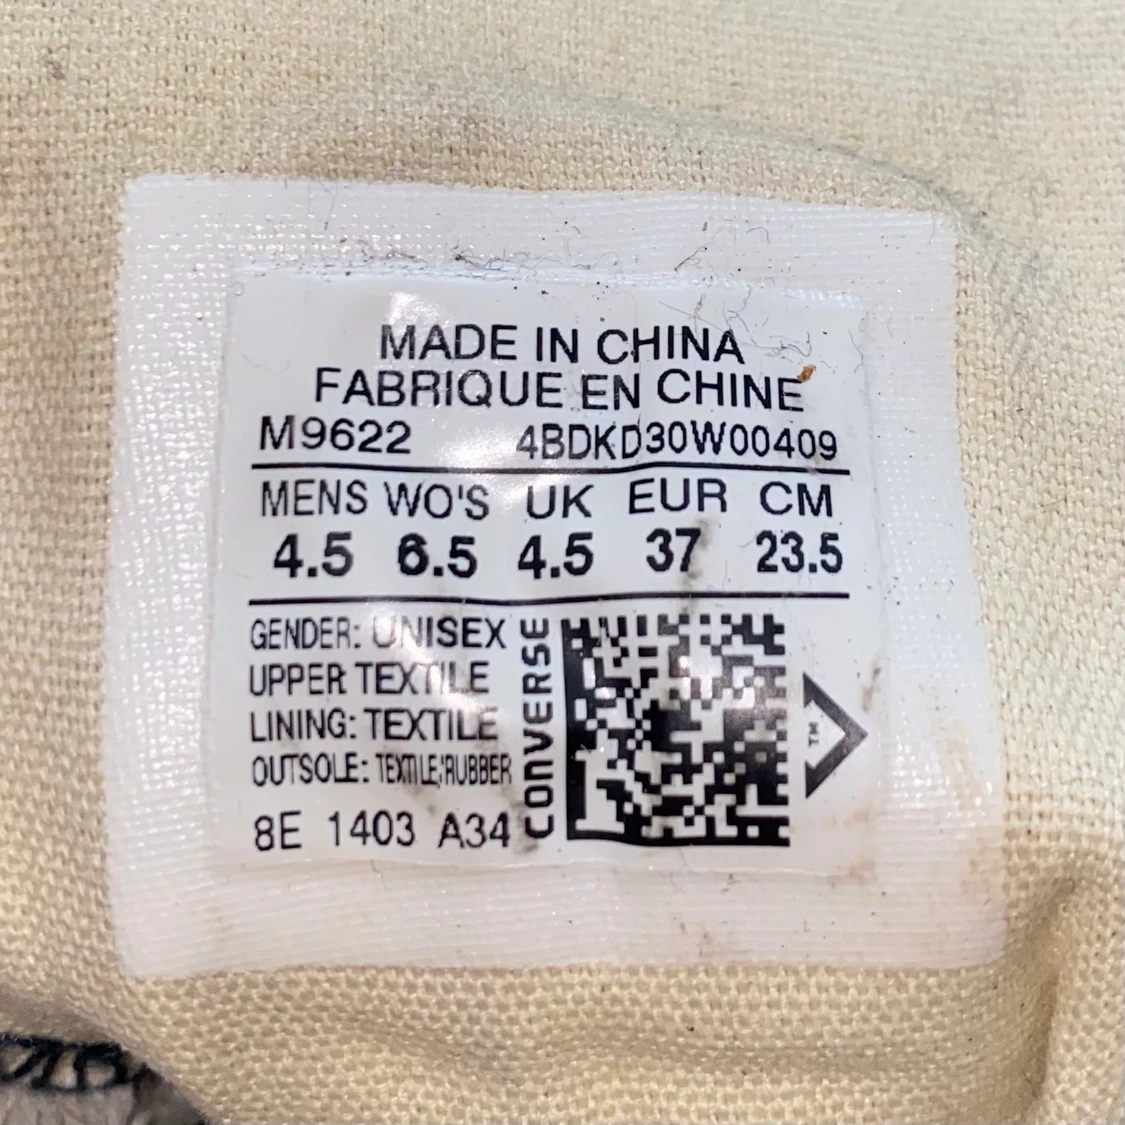 MADE IN CHINA
FABRIQUE EN CHINE
M9622 4BDKD30W00409
MENS WO'S UK EUR CM
4.5 6.5 4.5 37 23.5
GENDER: UNISEX
UPPER TEXTILE
LINING: TEXTILE
OUTSOLE: TEXTILE/RUBBER
8E 1403 A34
CONVERSE
TM